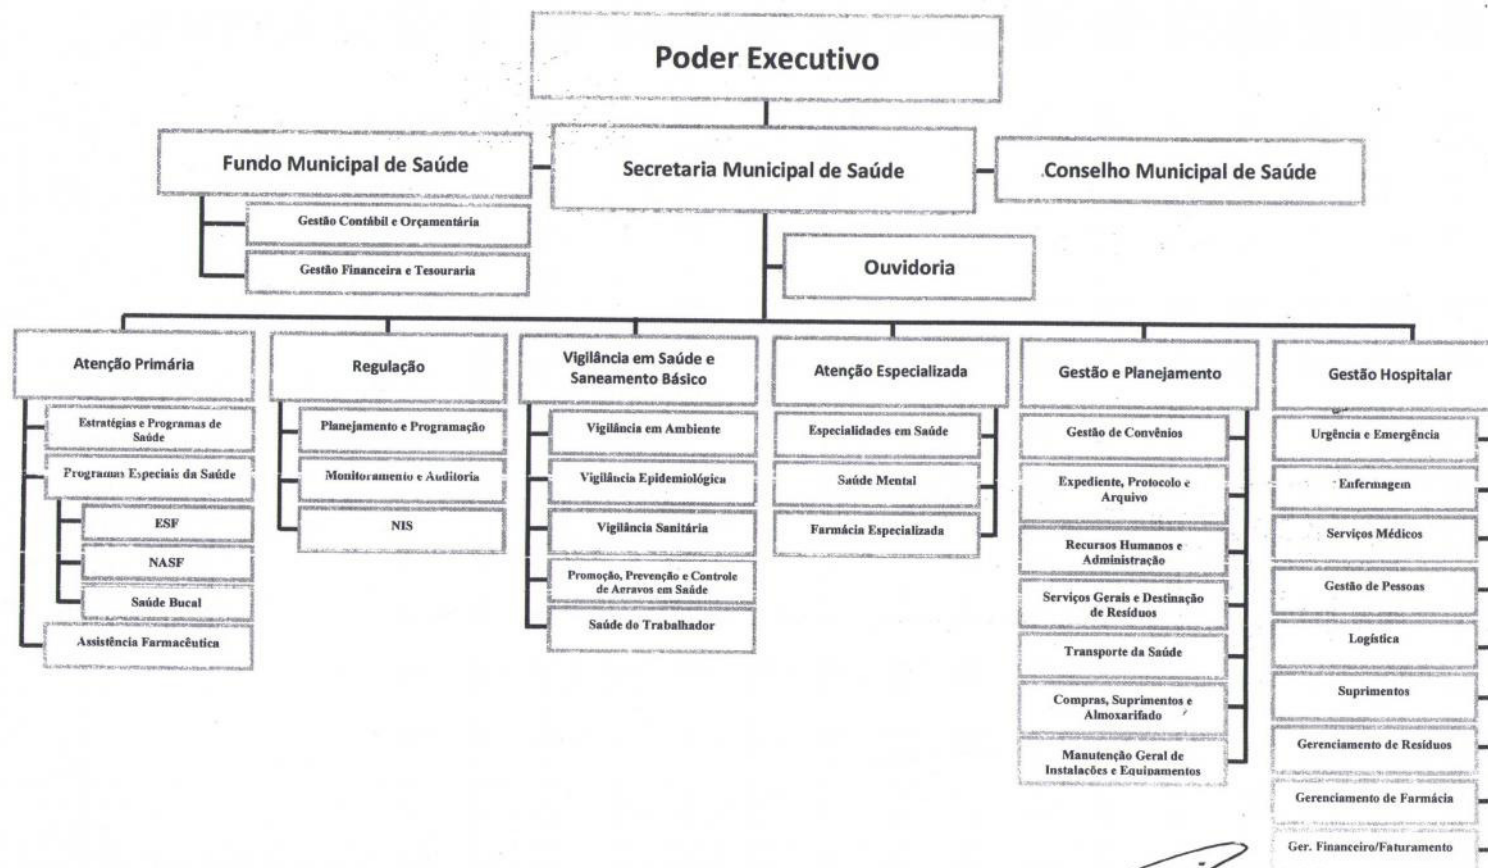 Poder Executivo
Fundo Municipal de Saúde
Secretaria Municipal de Saúde
Conselho Municipal de Saúde
Gestão Contábil e Orçamentária
Gestão Financeira e Tesouraria
Ouvidoria
Atenção Primária
Estratégias e Programas de
Saúde
Programas Especiais da Saúde
ESF
NASF
Saúde Bucal
Assistência Farmacêutica
Regulação
Planejamento e Programação
Monitoramento e Auditoria
NIS
Vigilância em Saúde e
Saneamento Básico
Vigilância em Ambiente
Vigilância Epidemiológica
Vigilância Sanitária
Promoção, Prevenção e Controle
de Agravos em Saúde
Saúde do Trabalhador
Atenção Especializada
Especialidades em Saúde
Saúde Mental
Farmácia Especializada
Gestão e Planejamento
Gestão de Convênios
Expediente, Protocolo e
Arquivo
Recursos Humanos e
Administração
Serviços Gerais e Destinação
de Resíduos
Transporte da Saúde
Compras, Suprimentos e
Almoxarifado
Manutenção Geral de
Instalações e Equipamentos
Gestão Hospitalar
Urgência e Emergência
Enfermagem
Serviços Médicos
Gestão de Pessoas
Logística
Suprimentos
Gerenciamento de Resíduos
Gerenciamento de Farmácia
Ger. Financeiro/Faturamento